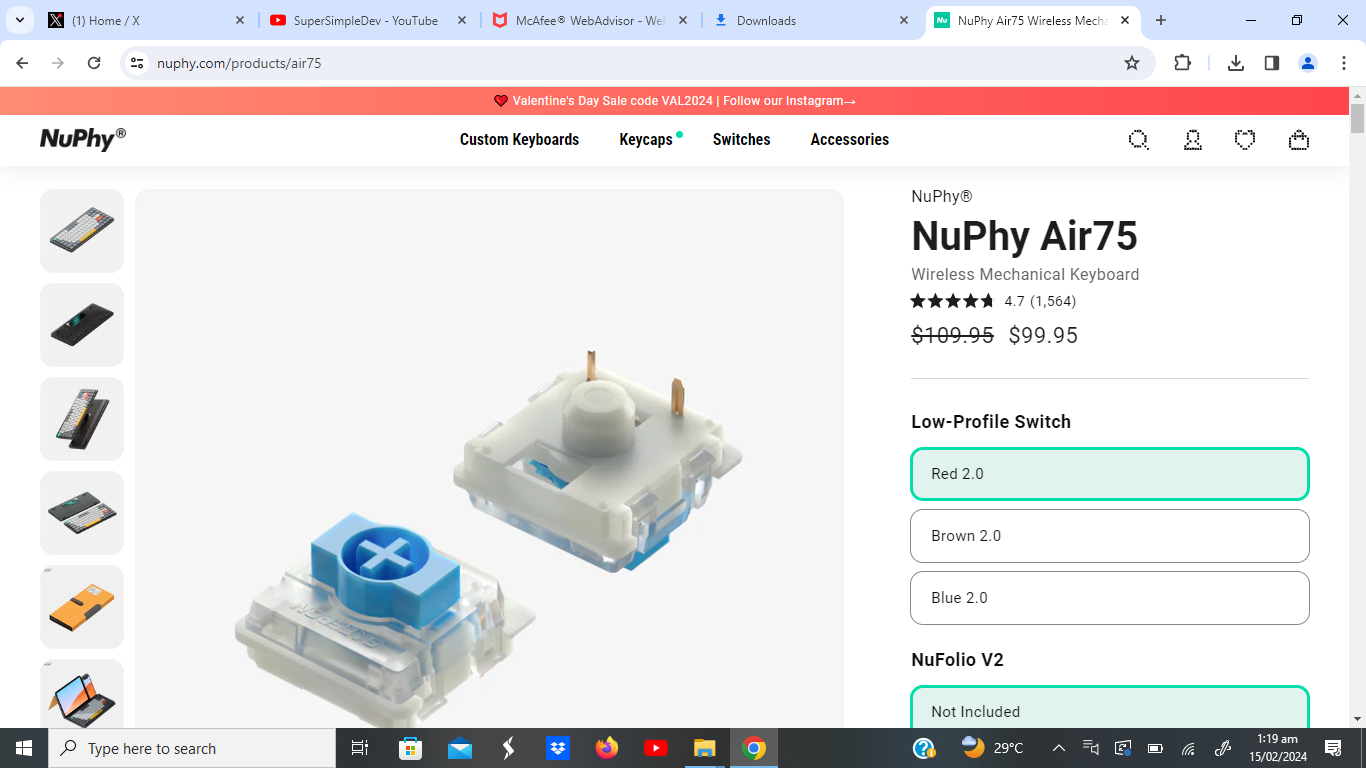 (1) Home / X
SuperSimpleDev - YouTube
McAfee® WebAdvisor - We
Downloads
NuPhy Air75 Wireless Mecha
nuphy.com/products/air75
Valentine's Day Sale code VAL2024 | Follow our Instagram→
NuPhy®
Custom Keyboards
Keycaps
Switches
Accessories
NuPhy®
NuPhy Air75
Wireless Mechanical Keyboard
4.7 (1,564)
$109.95 $99.95
Low-Profile Switch
Red 2.0
Brown 2.0
Blue 2.0
GATERON
NuFolio V2
Not Included
Type here to search
29°C
1:19 am
15/02/2024